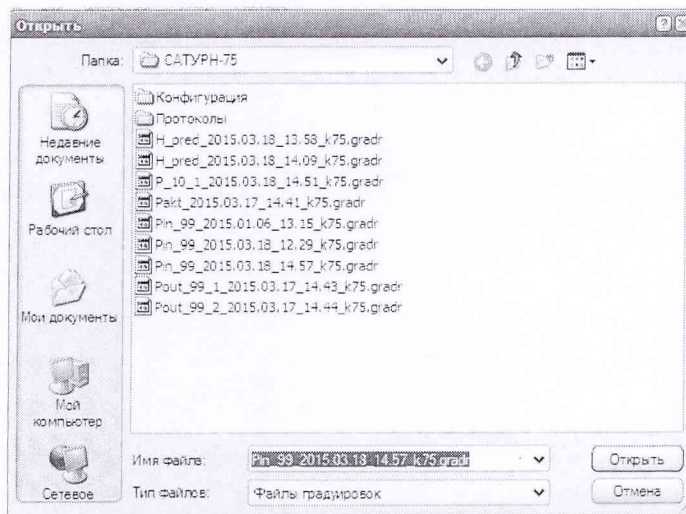 Открыть
Папка: САТУРН-75
Недавние документы
Рабочий стол
Мои документы
Мой компьютер
Сетевое
Конфигурация
Протоколы
H_pred_2015.03.18_13.58_k75.gradr
H_pred_2015.03.18_14.09_k75.gradr
P_10_1_2015.03.18_14.51_k75.gradr
Pakt_2015.03.17_14.41_k75.gradr
Pin_99_2015.01.06_13.15_k75.gradr
Pin_99_2015.03.18_12.29_k75.gradr
Pin_99_2015.03.18_14.57_k75.gradr
Pout_99_1_2015.03.17_14.43_k75.gradr
Pout_99_2_2015.03.17_14.44_k75.gradr
Имя файла: Pin_99_2015.03.18_14.57_k75.gradr Открыть
Тип файлов: Файлы градуировок Отмена